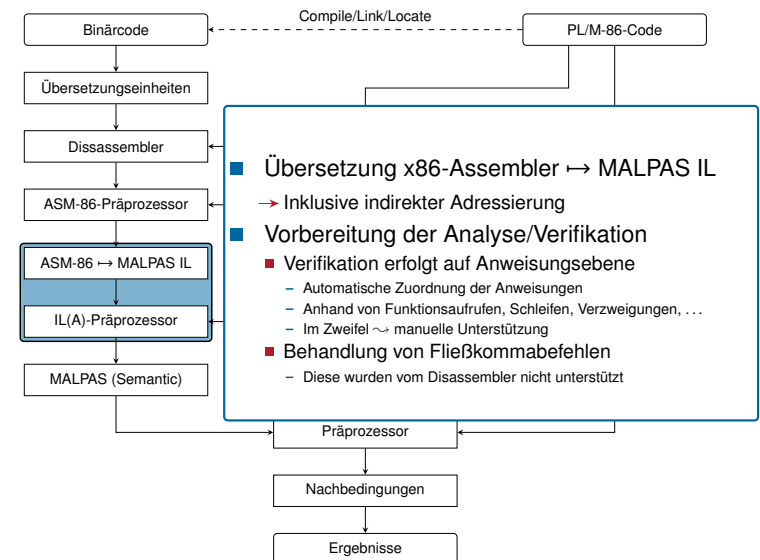 Compile/Link/Locate
Binärcode
PL/M-86-Code
Übersetzungseinheiten
Dissassembler
ASM-86-Präprozessor
ASM-86 ↦ MALPAS IL
IL(A)-Präprozessor
MALPAS (Semantic)
Übersetzung x86-Assembler ↦ MALPAS IL
→ Inklusive indirekter Adressierung
Vorbereitung der Analyse/Verifikation
Verifikation erfolgt auf Anweisungsebene
– Automatische Zuordnung der Anweisungen
– Anhand von Funktionsaufrufen, Schleifen, Verzweigungen, . . .
– Im Zweifel ⤳ manuelle Unterstützung
Behandlung von Fließkommabefehlen
– Diese wurden vom Disassembler nicht unterstützt
Präprozessor
Nachbedingungen
Ergebnisse